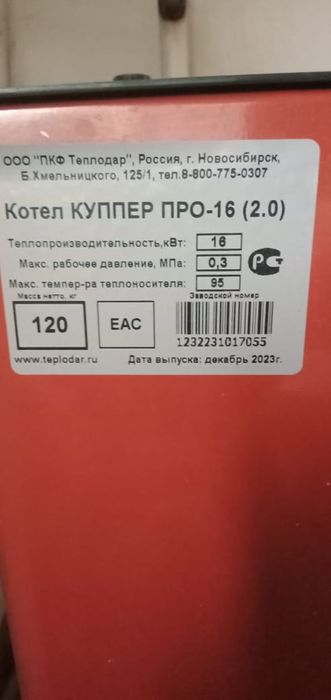 ООО "ПКФ Теплодар", Россия, г. Новосибирск,
Б.Хмельницкого, 125/1, тел.8-800-775-0307
Котел КУППЕР ПРО-16 (2.0)
Теплопроизводительность,кВт: 16
Макс. рабочее давление, МПа: 0,3
Макс. темпер-ра теплоносителя: 95
Масса нетто, кг Заводской номер
120 EAC
1232231017055
www.teplodar.ru Дата выпуска: декабрь 2023г.